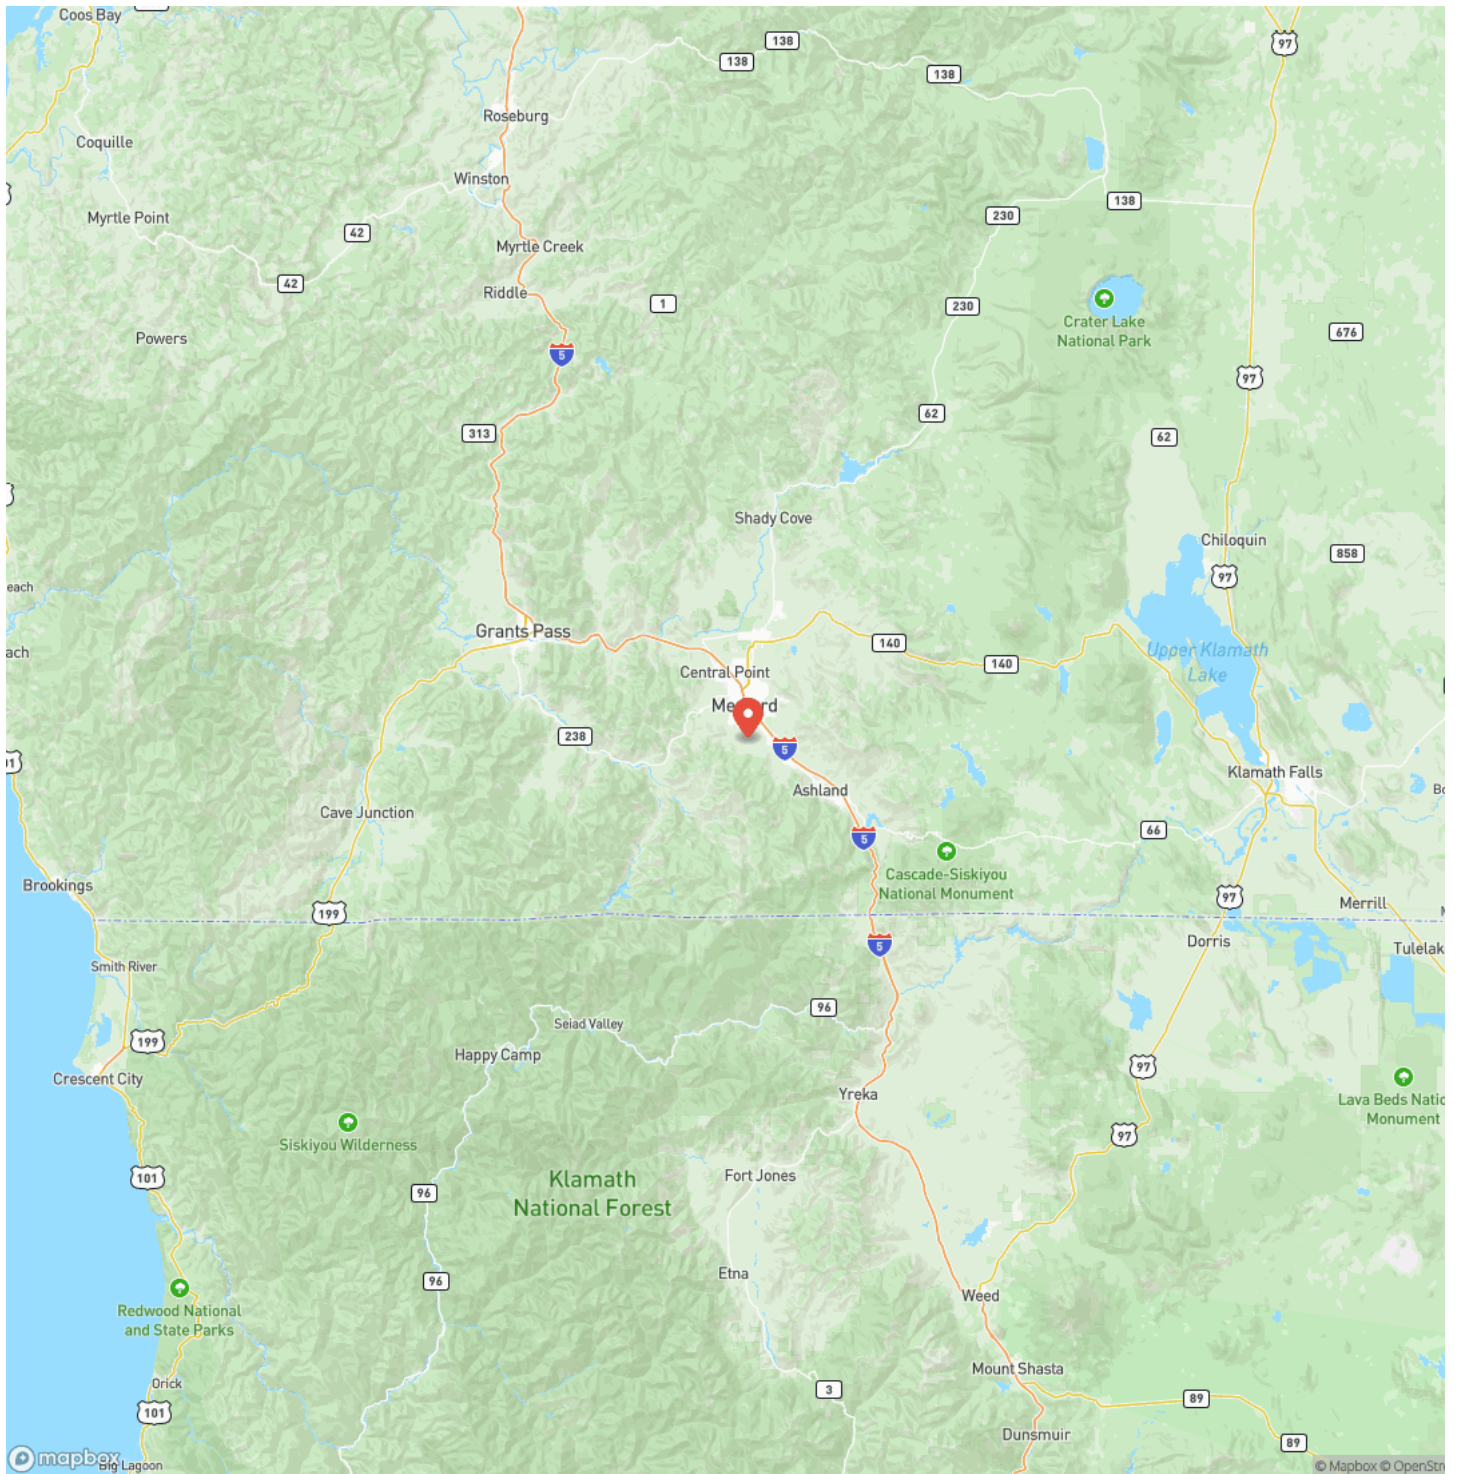 Coos Bay
138
138
138
97
Roseburg
Coquille
Winston
138
230
Myrtle Point
42
Myrtle Creek
42
Riddle
1
230
Crater Lake
National Park
676
Powers
5
97
62
62
313
Shady Cove
Chiloquin
858
97
each
Grants Pass
140
140
Upper Klamath
Lake
ach
Central Point
238
5
01
Klamath Falls
Ashland
Cave Junction
66
5
Cascade-Siskiyou
National Monument
Brookings
97
Merrill
199
5
Dorris
Tulelak
Smith River
96
Seiad Valley
199
Happy Camp
97
Crescent City
Yreka
Lava Beds Natio
Monument
Siskiyou Wilderness
97
101
Fort Jones
Klamath
National Forest
96
Etna
96
Weed
Redwood National
and State Parks
Mount Shasta
Orick
3
89
101
Dunsmuir
89
mapbox
Big Lagoon
© Mapbox © OpenStre